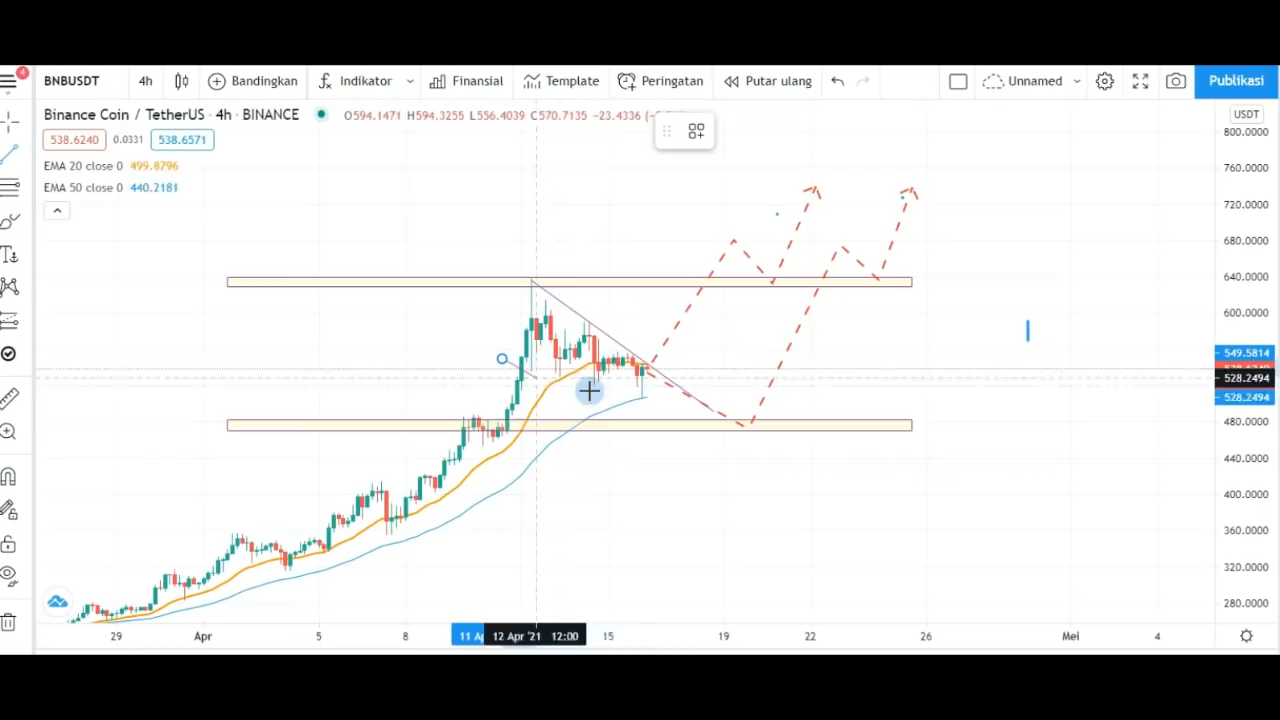 4
BNBUSDT 4h Bandingkan Indikator Finansial Template Peringatan Putar ulang Unnamed Publikasi
Binance Coin / TetherUS · 4h · BINANCE O594.1471 H594.3255 L556.4039 C570.7135 −23.4336
USDT
538.6240 0.0331 538.6571
EMA 20 close 0 499.8796
EMA 50 close 0 440.2181
800.0000
760.0000
720.0000
680.0000
640.0000
600.0000
549.5814
528.2494
528.2494
480.0000
440.0000
400.0000
360.0000
320.0000
280.0000
29 Apr 5 8 11 12 Apr '21 12:00 15 19 22 26 Mei 4